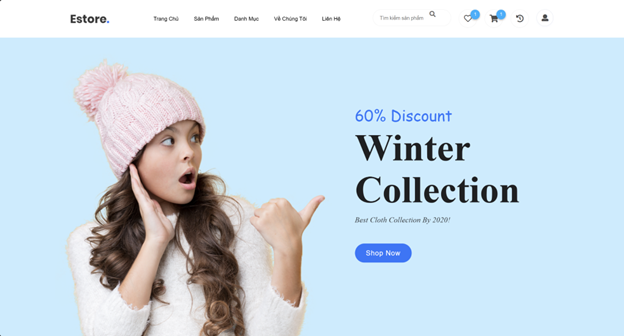 Estore.
Trang Chủ
Sản Phẩm
Danh Mục
Về Chúng Tôi
Liên Hệ
Tìm kiếm sản phẩm
60% Discount
Winter
Collection
Best Cloth Collection By 2020!
Shop Now